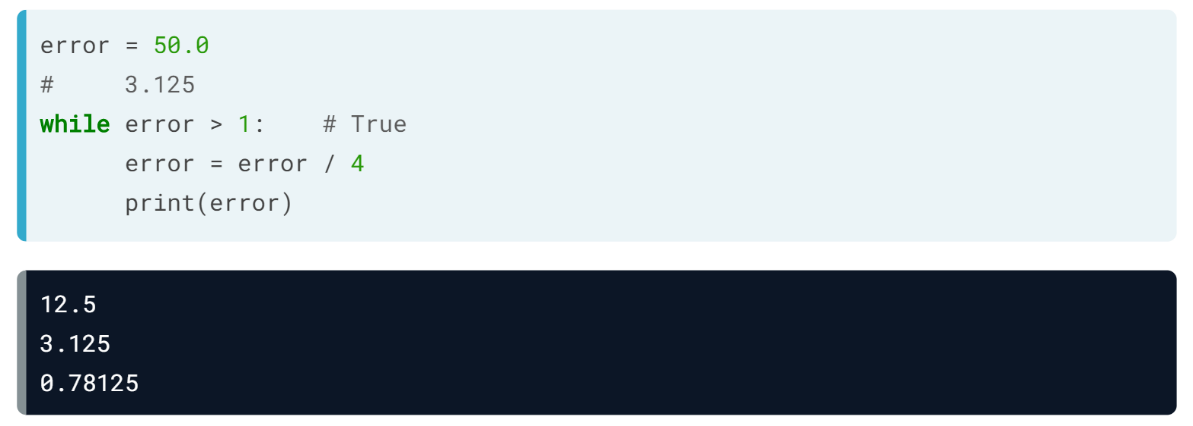 error = 50.0
#     3.125
while error > 1:    # True
      error = error / 4
      print(error)
12.5
3.125
0.78125